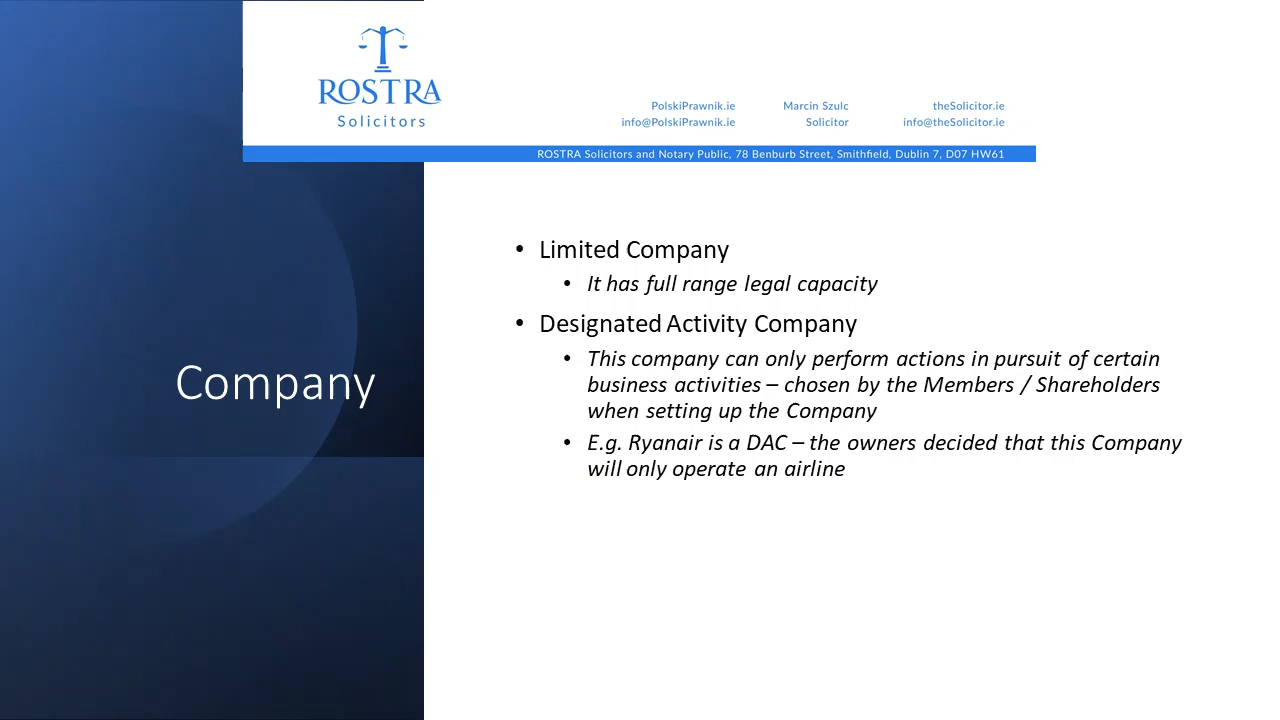 ROSTRA
Solicitors
PolskiPrawnik.ie
info@PolskiPrawnik.ie
Marcin Szulc
Solicitor
theSolicitor.ie
info@theSolicitor.ie
ROSTRA Solicitors and Notary Public, 78 Benburb Street, Smithfield, Dublin 7, D07 HW61
Company
• Limited Company
• It has full range legal capacity
• Designated Activity Company
• This company can only perform actions in pursuit of certain
business activities – chosen by the Members / Shareholders
when setting up the Company
• E.g. Ryanair is a DAC – the owners decided that this Company
will only operate an airline